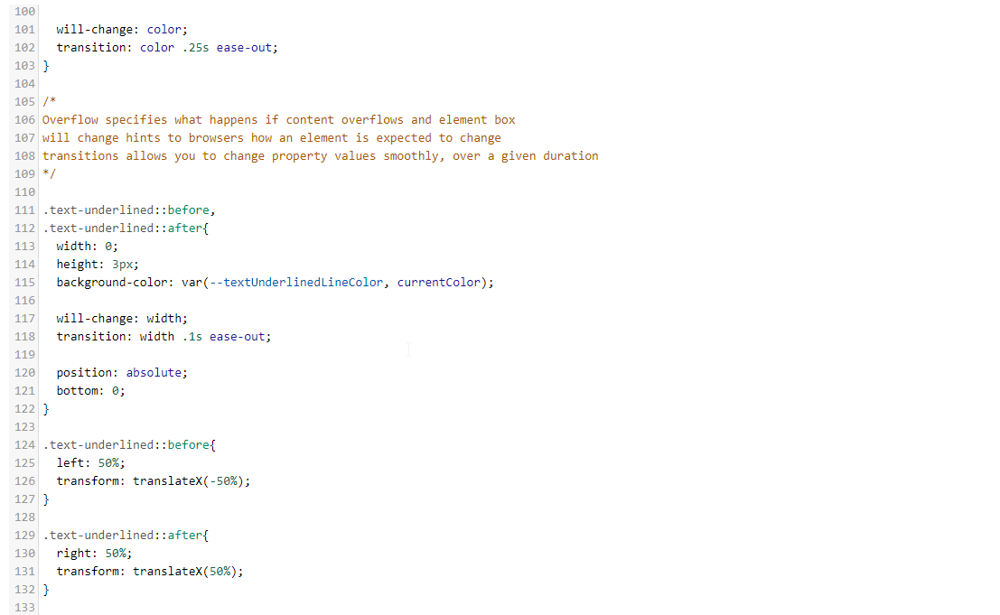 100
101 will-change: color;
102 transition: color .25s ease-out;
103 }
104
105 /*
106 Overflow specifies what happens if content overflows and element box
107 will change hints to browsers how an element is expected to change
108 transitions allows you to change property values smoothly, over a given duration
109 */
110
111 .text-underlined::before,
112 .text-underlined::after{
113 width: 0;
114 height: 3px;
115 background-color: var(--textUnderlinedLineColor, currentColor);
116
117 will-change: width;
118 transition: width .1s ease-out;
119
120 position: absolute;
121 bottom: 0;
122 }
123
124 .text-underlined::before{
125 left: 50%;
126 transform: translateX(-50%);
127 }
128
129 .text-underlined::after{
130 right: 50%;
131 transform: translateX(50%);
132 }
133